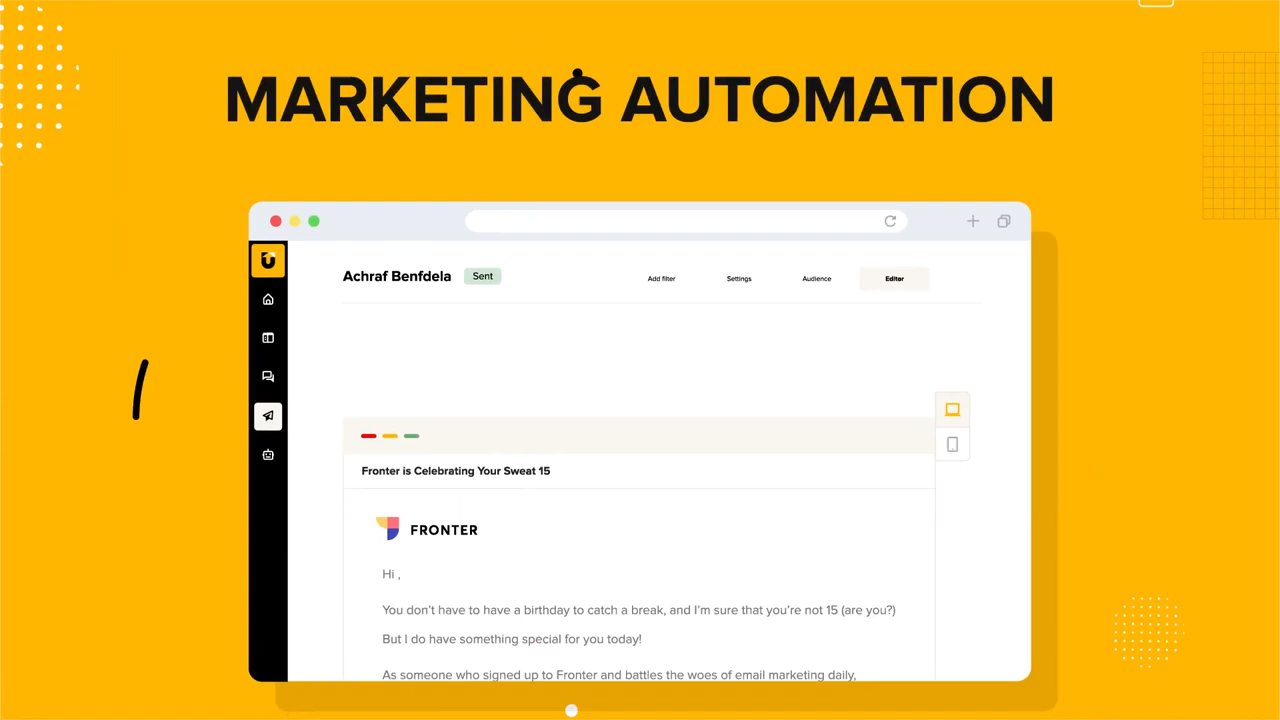 MARKETING AUTOMATION
Achraf Benfdela
Sent
Add filter
Settings
Audience
Editor
Fronter is Celebrating Your Sweat 15
FRONTER
Hi ,
You don't have to have a birthday to catch a break, and I'm sure that you're not 15 (are you?)
But I do have something special for you today!
As someone who signed up to Fronter and battles the woes of email marketing daily,